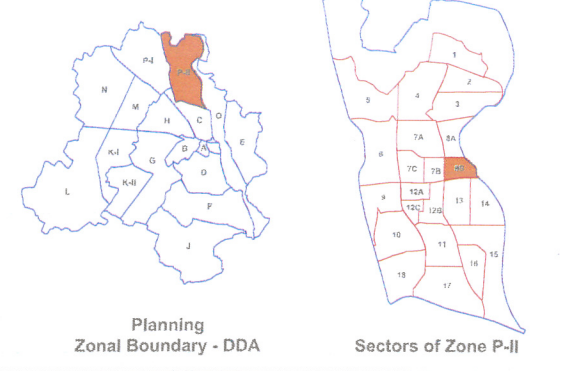 P-I
P-II
N
M
H
C
O
E
K-I
G
B
A
D
K-II
L
F
J
Planning
Zonal Boundary - DDA
1
2
3
4
5
6
7A
8A
7C
7B
8B
9
12A
12C
12B
13
14
10
11
15
16
18
17
Sectors of Zone P-II